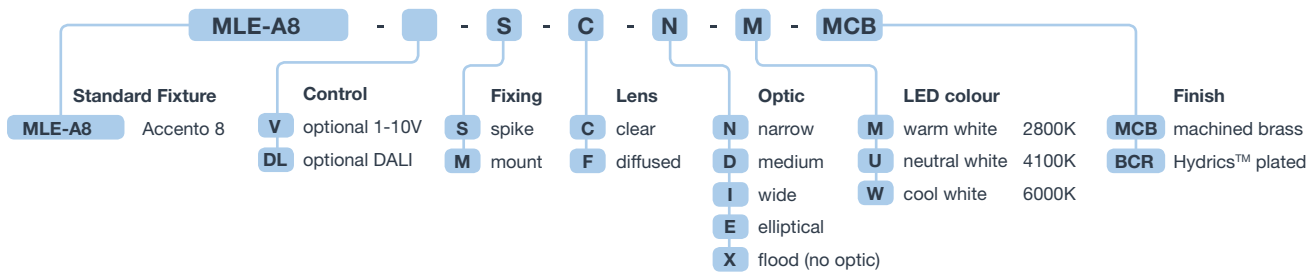 MLE-A8 - - S - C - N - M - MCB
Standard Fixture Control Fixing Lens Optic LED colour Finish
MLE-A8 Accento 8 V optional 1-10V S spike C clear N narrow M warm white 2800K MCB machined brass
DL optional DALI M mount F diffused D medium U neutral white 4100K BCR Hydrics™ plated
I wide W cool white 6000K
E elliptical
X flood (no optic)